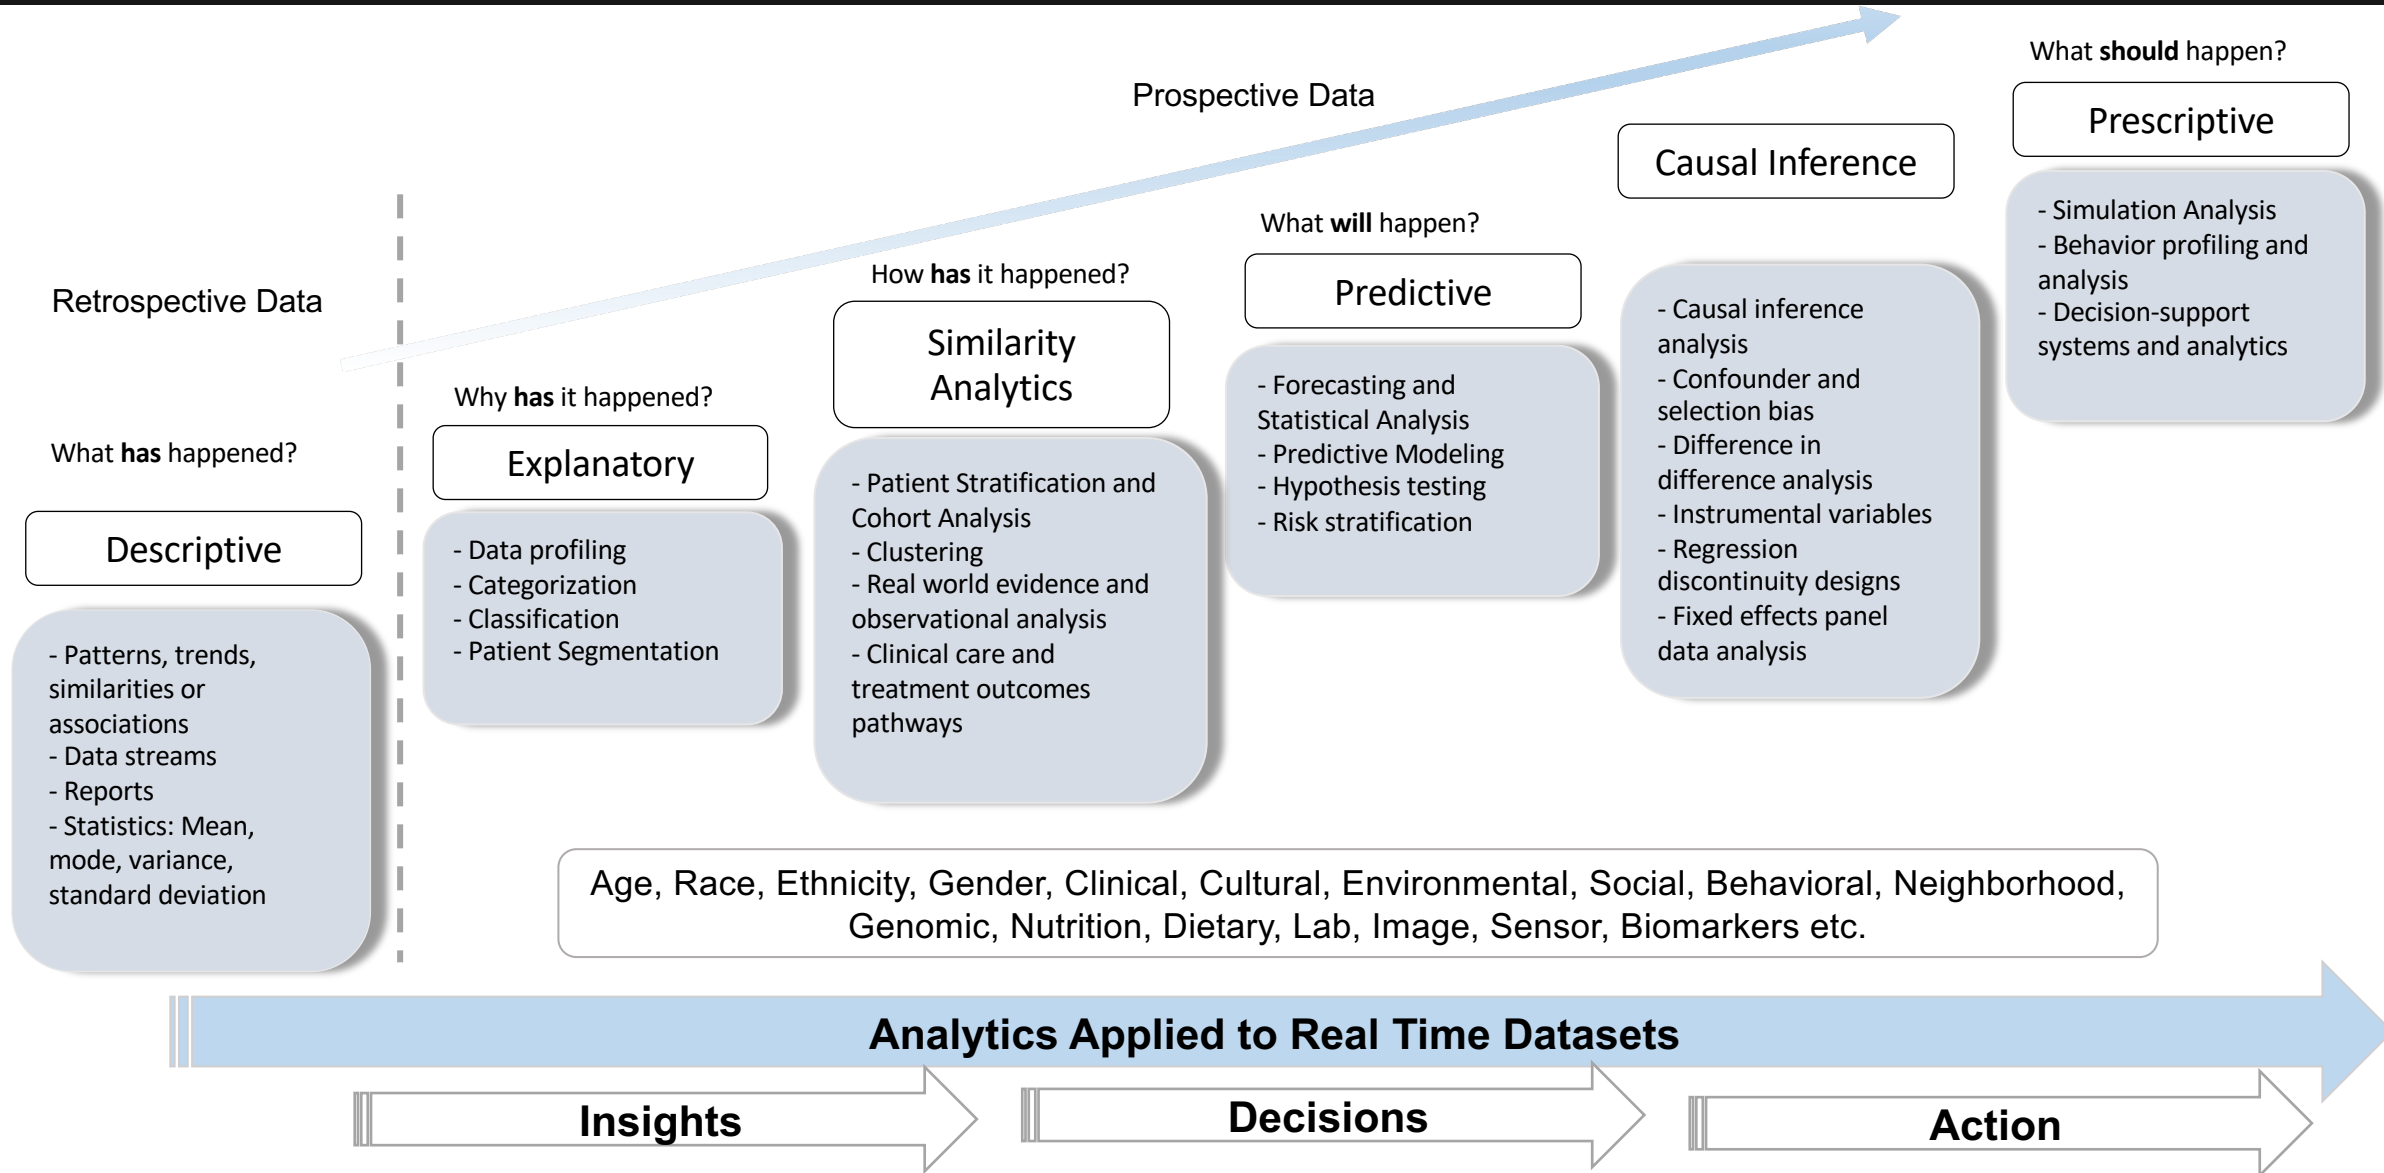 Retrospective Data
Prospective Data
What has happened?
Descriptive
- Patterns, trends,
similarities or
associations
- Data streams
- Reports
- Statistics: Mean,
mode, variance,
standard deviation
Why has it happened?
Explanatory
- Data profiling
- Categorization
- Classification
- Patient Segmentation
How has it happened?
Similarity
Analytics
- Patient Stratification and
Cohort Analysis
- Clustering
- Real world evidence and
observational analysis
- Clinical care and
treatment outcomes
pathways
What will happen?
Predictive
- Forecasting and
Statistical Analysis
- Predictive Modeling
- Hypothesis testing
- Risk stratification
Causal Inference
- Causal inference
analysis
- Confounder and
selection bias
- Difference in
difference analysis
- Instrumental variables
- Regression
discontinuity designs
- Fixed effects panel
data analysis
What should happen?
Prescriptive
- Simulation Analysis
- Behavior profiling and
analysis
- Decision-support
systems and analytics
Age, Race, Ethnicity, Gender, Clinical, Cultural, Environmental, Social, Behavioral, Neighborhood,
Genomic, Nutrition, Dietary, Lab, Image, Sensor, Biomarkers etc.
Analytics Applied to Real Time Datasets
Insights
Decisions
Action